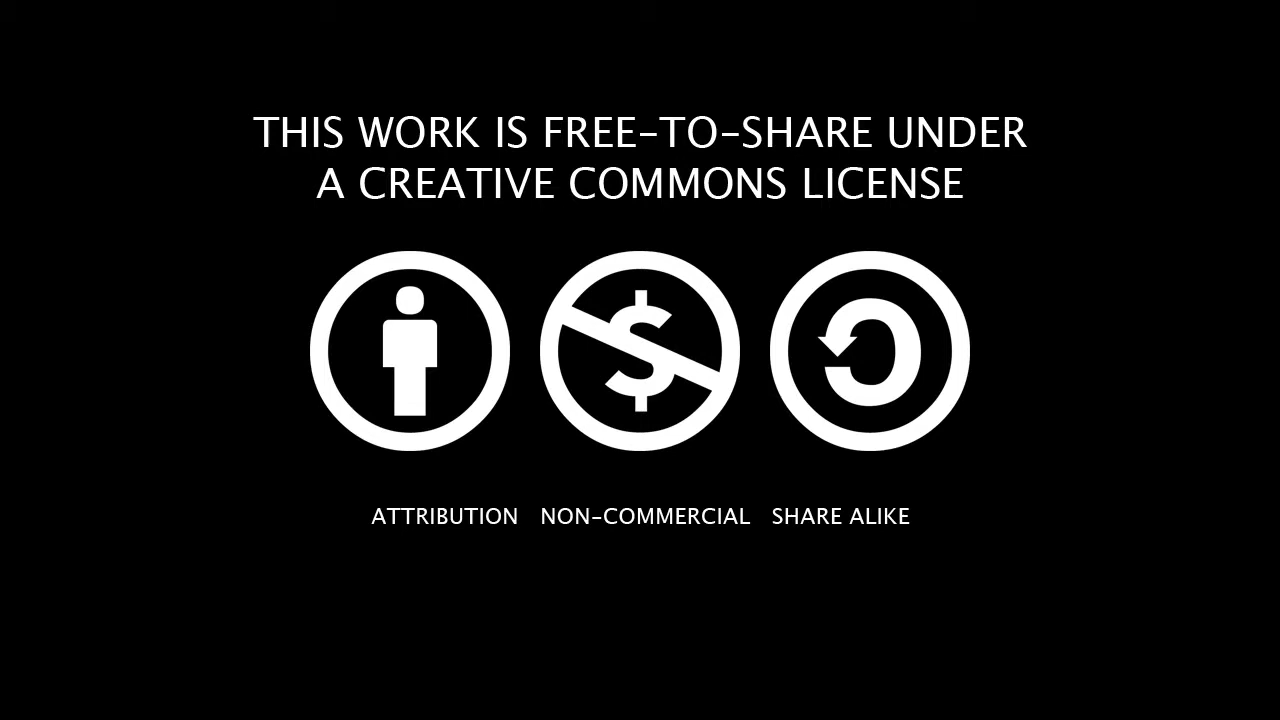 THIS WORK IS FREE-TO-SHARE UNDER
A CREATIVE COMMONS LICENSE
ATTRIBUTION NON-COMMERCIAL SHARE ALIKE